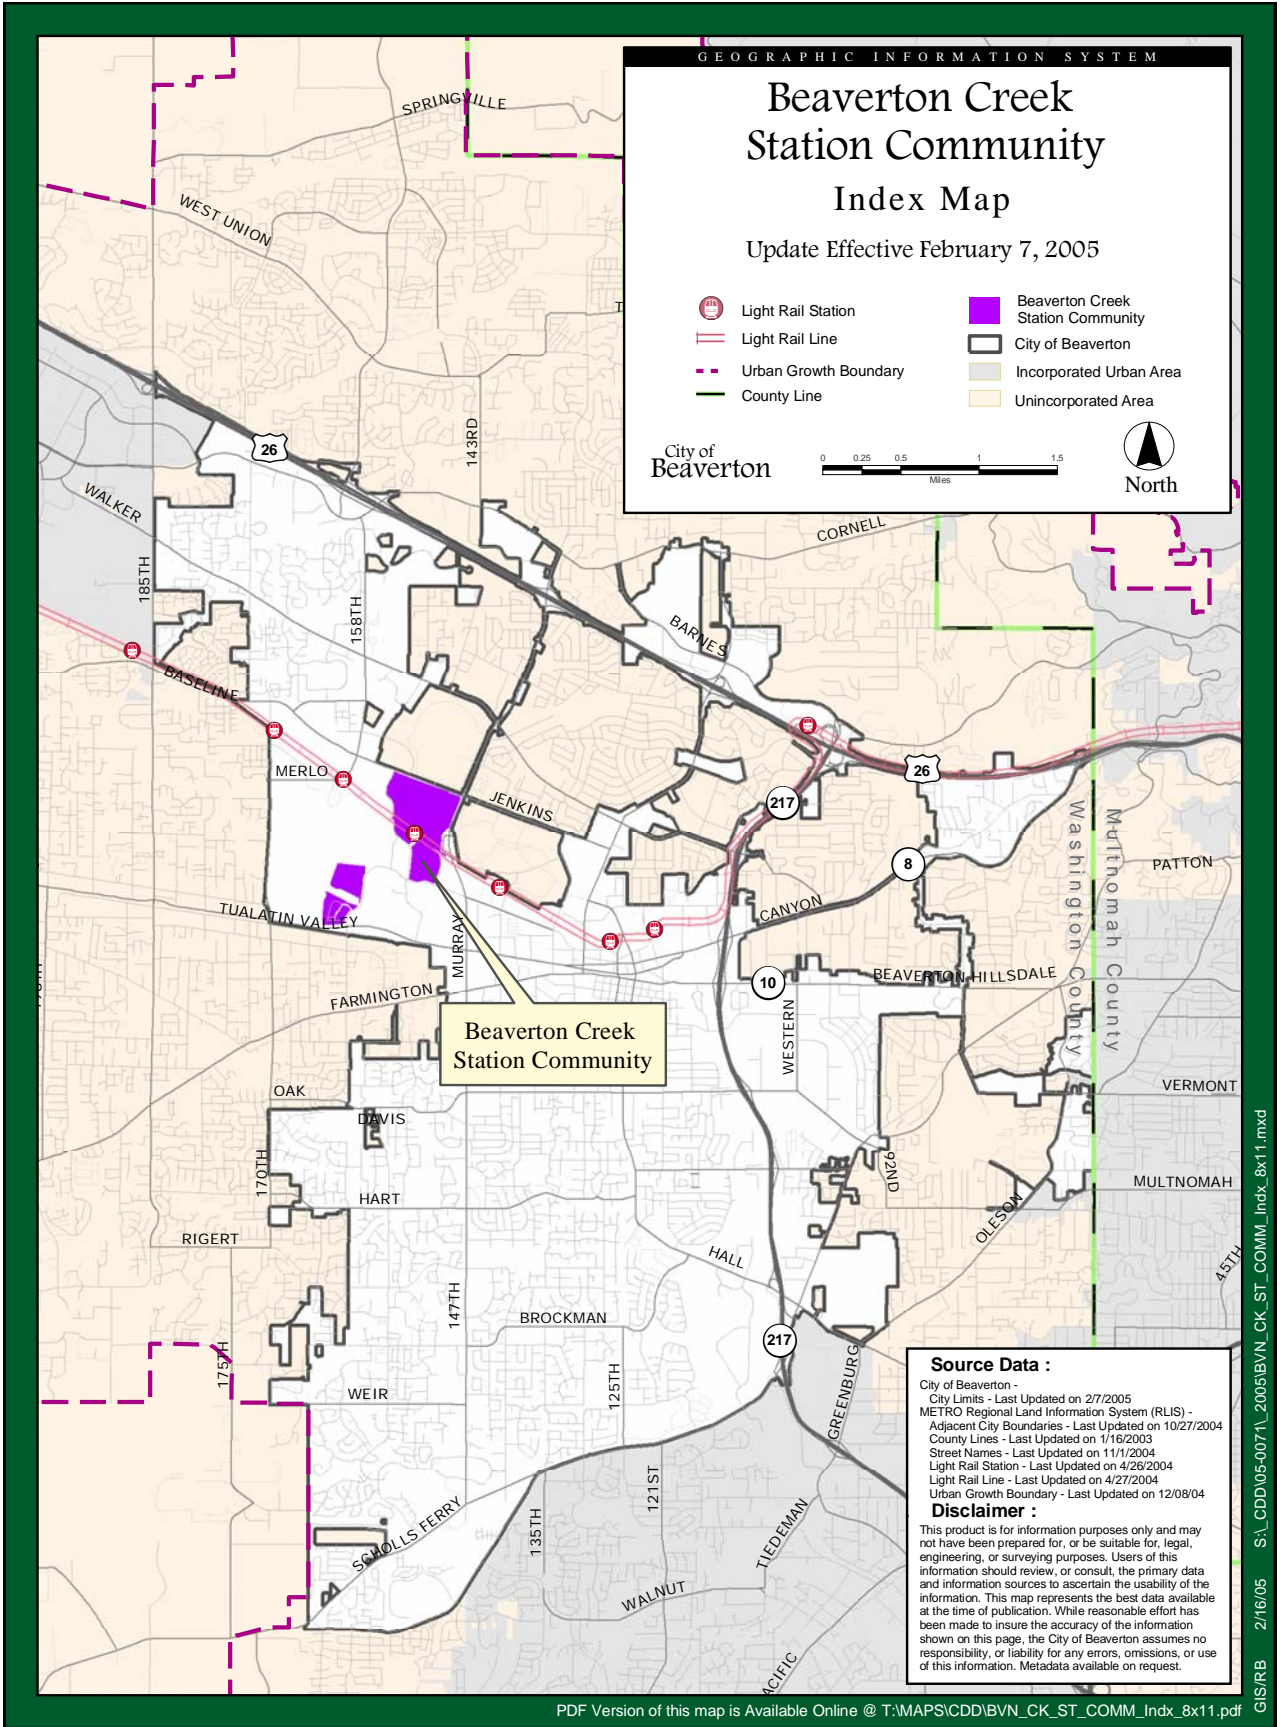 GEOGRAPHIC INFORMATION SYSTEM
Beaverton Creek
Station Community
Index Map
Update Effective February 7, 2005
Light Rail Station
Light Rail Line
Urban Growth Boundary
County Line
Beaverton Creek
Station Community
City of Beaverton
Incorporated Urban Area
Unincorporated Area
City of
Beaverton
0 0.25 0.5 1 1.5
Miles
North
SPRINGVILLE
WEST UNION
T
26
143RD
WALKER
CORNELL
185TH
158TH
BARNES
BASELINE
MERLO
JENKINS
26
217
8
Washington County
Multnomah County
PATTON
CANYON
TUALATIN VALLEY
MURRAY
BEAVERTON HILLSDALE
10
FARMINGTON
WESTERN
Beaverton Creek
Station Community
OAK
DAVIS
VERMONT
170TH
92ND
HART
MULTNOMAH
OLESON
RIGERT
HALL
45TH
147TH
BROCKMAN
217
175TH
WEIR
125TH
GREENBURG
121ST
SCHOLLS FERRY
135TH
TIEDEMAN
WALNUT
ACIFIC
Source Data :
City of Beaverton -
City Limits - Last Updated on 2/7/2005
METRO Regional Land Information System (RLIS) -
Adjacent City Boundaries - Last Updated on 10/27/2004
County Lines - Last Updated on 1/16/2003
Street Names - Last Updated on 11/1/2004
Light Rail Station - Last Updated on 4/26/2004
Light Rail Line - Last Updated on 4/27/2004
Urban Growth Boundary - Last Updated on 12/08/04
Disclaimer :
This product is for information purposes only and may
not have been prepared for, or be suitable for, legal,
engineering, or surveying purposes. Users of this
information should review, or consult, the primary data
and information sources to ascertain the usability of the
information. This map represents the best data available
at the time of publication. While reasonable effort has
been made to insure the accuracy of the information
shown on this page, the City of Beaverton assumes no
responsibility, or liability for any errors, omissions, or use
of this information. Metadata available on request.
PDF Version of this map is Available Online @ T:\MAPS\CDD\BVN_CK_ST_COMM_Indx_8x11.pdf
GIS/RB 2/16/05 S:\_CDD\05-0071\_2005\BVN_CK_ST_COMM_Indx_8x11.mxd